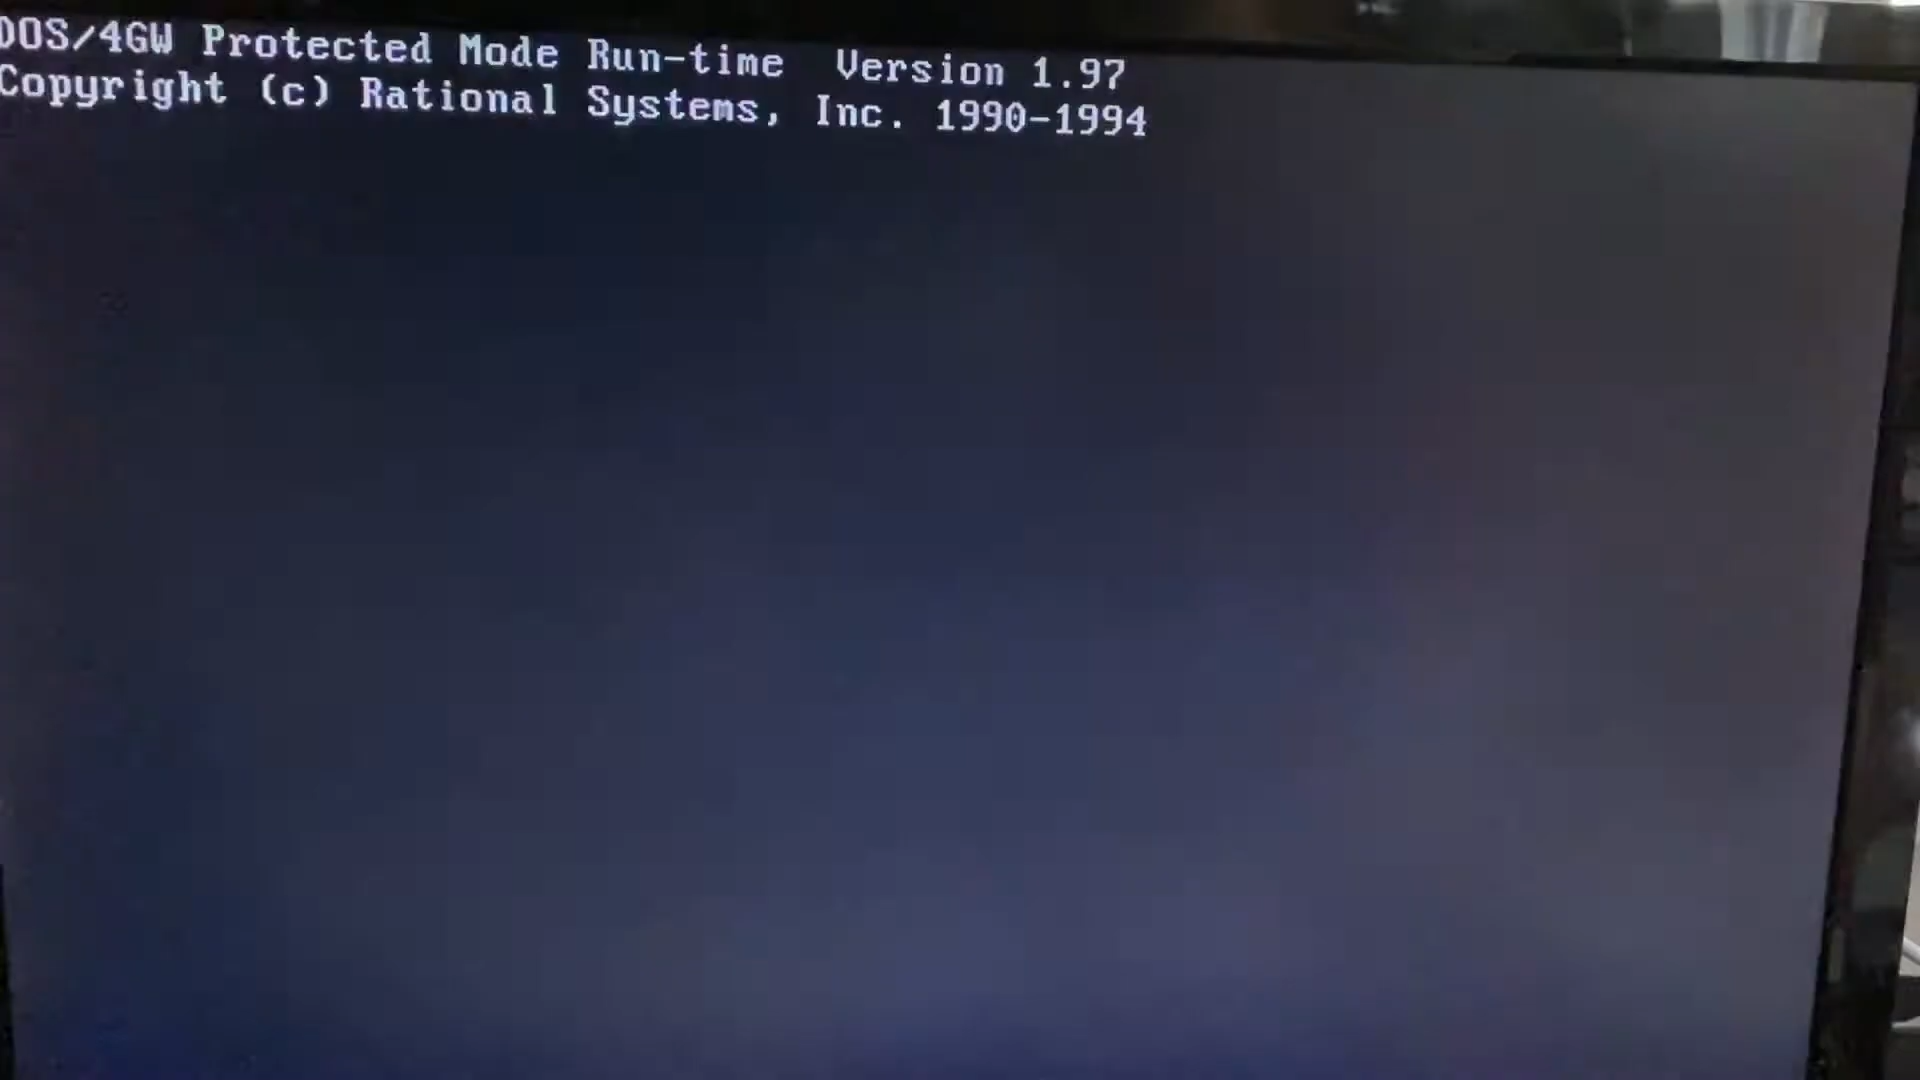 DOS/4GW Protected Mode Run-time  Version 1.97
Copyright (c) Rational Systems, Inc. 1990-1994